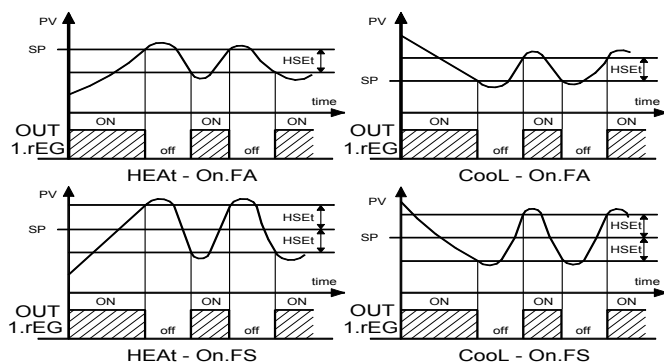 PV
SP
HSEt
time
ON
ON
ON
OUT
1.rEG
off
off
HEAt - On.FA
PV
SP
HSEt
time
ON
ON
ON
OUT
1.rEG
off
off
CooL - On.FA
PV
SP
HSEt
HSEt
time
ON
ON
ON
OUT
1.rEG
off
off
HEAt - On.FS
PV
SP
HSEt
HSEt
time
ON
ON
ON
OUT
1.rEG
off
off
CooL - On.FS